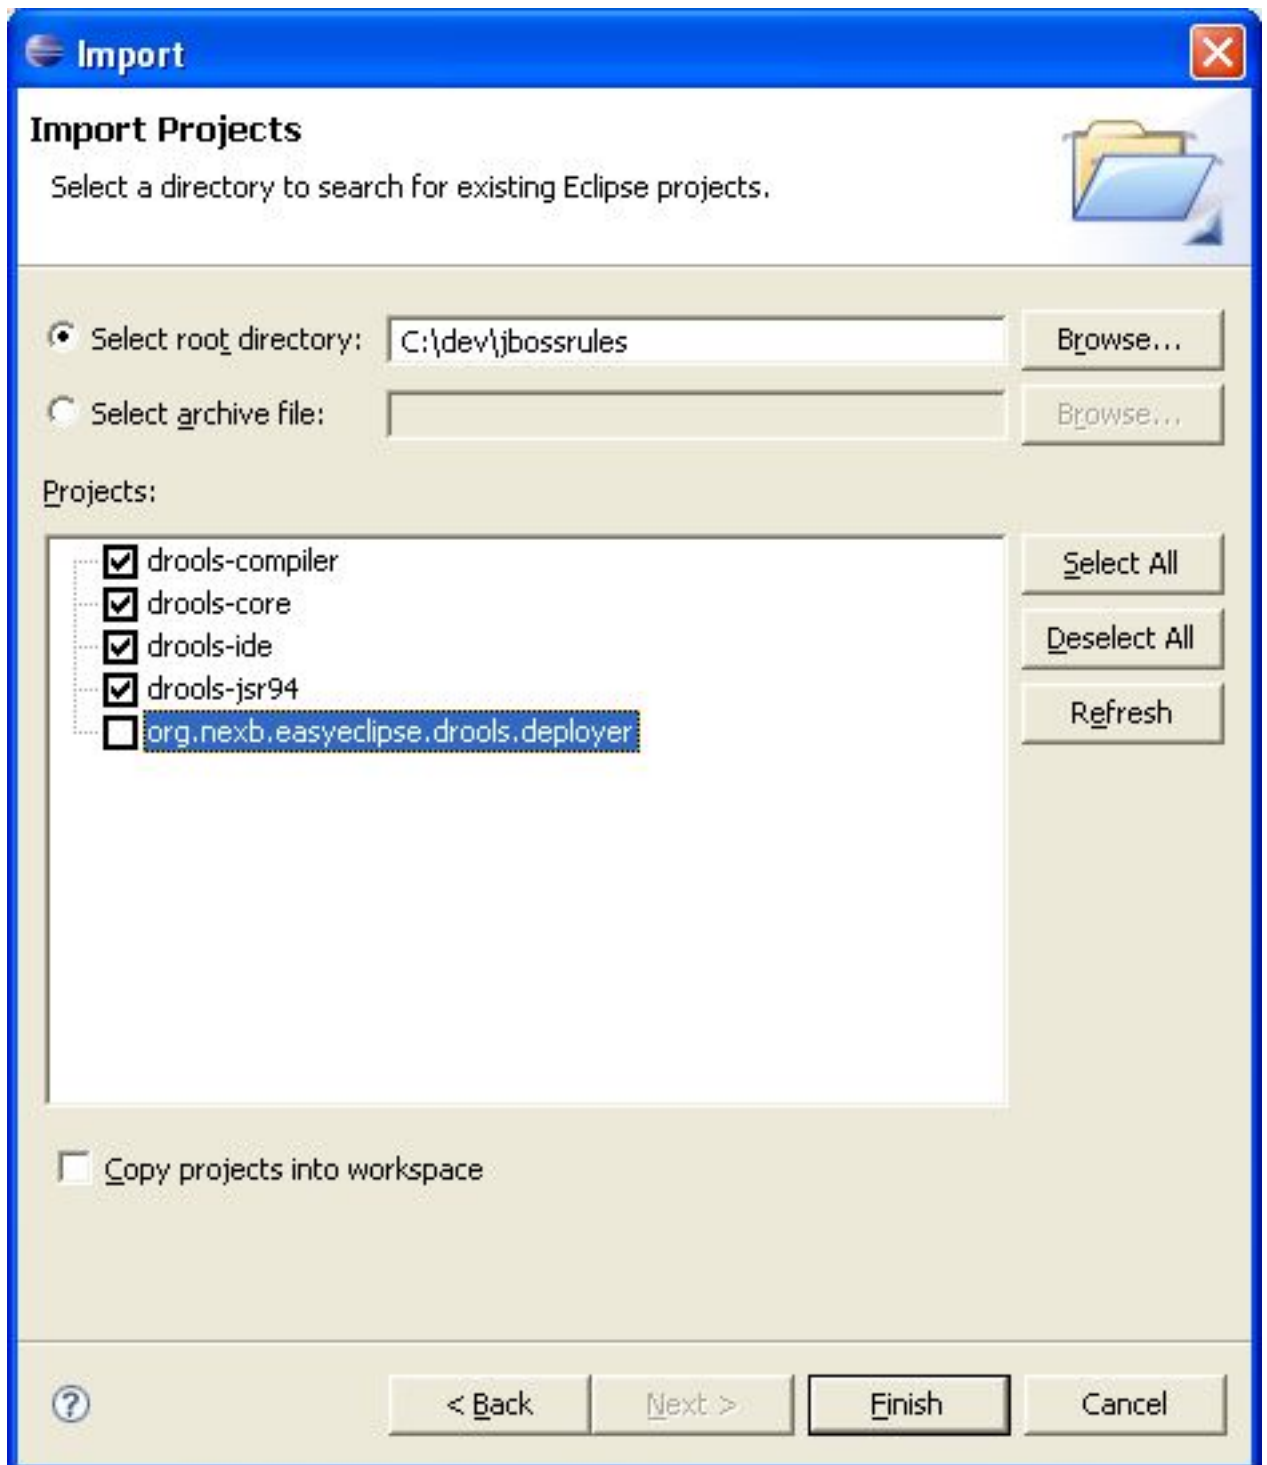 Import
Import Projects
Select a directory to search for existing Eclipse projects.
Select root directory: C:\dev\jbossrules Browse...
Select archive file: Browse...
Projects:
drools-compiler Select All
drools-core
drools-ide Deselect All
drools-jsr94
org.nexb.easyeclipse.drools.deployer Refresh
Copy projects into workspace
? < Back Next > Finish Cancel